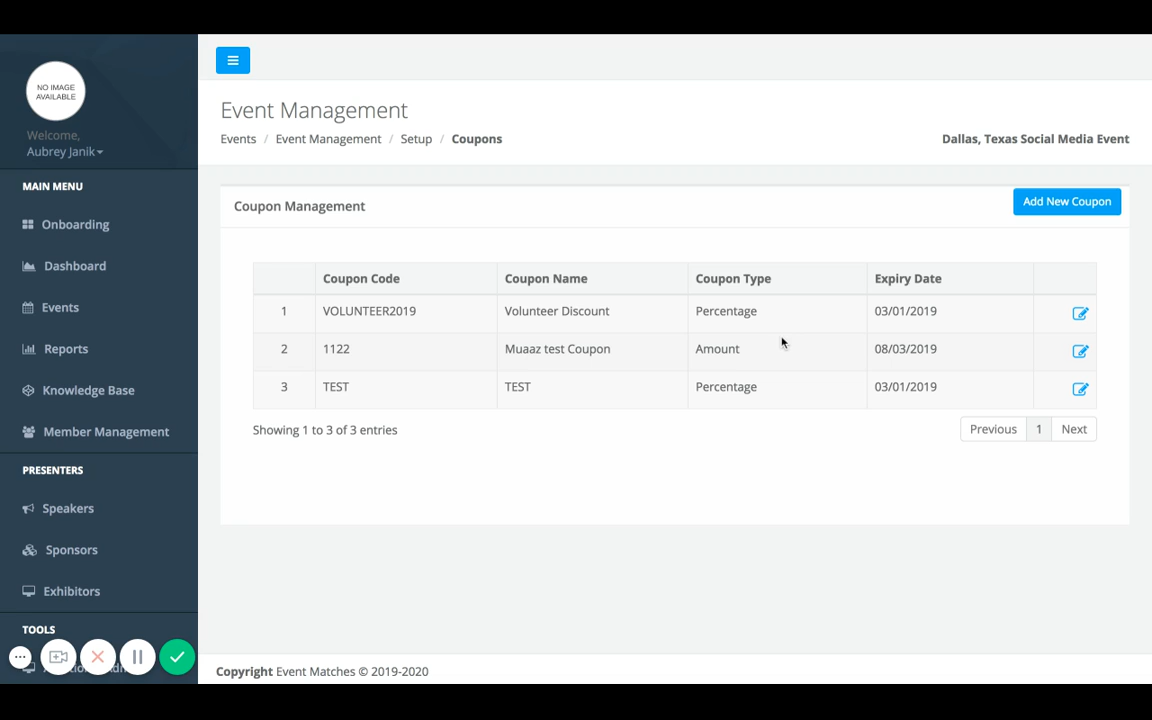 NO IMAGE
AVAILABLE
Welcome,
Aubrey Janik
MAIN MENU
Onboarding
Dashboard
Events
Reports
Knowledge Base
Member Management
PRESENTERS
Speakers
Sponsors
Exhibitors
TOOLS
Event Management
Events / Event Management / Setup / Coupons
Dallas, Texas Social Media Event
Coupon Management
Add New Coupon
Coupon Code Coupon Name Coupon Type Expiry Date
1 VOLUNTEER2019 Volunteer Discount Percentage 03/01/2019
2 1122 Muaaz test Coupon Amount 08/03/2019
3 TEST TEST Percentage 03/01/2019
Showing 1 to 3 of 3 entries
Previous 1 Next
Copyright Event Matches © 2019-2020